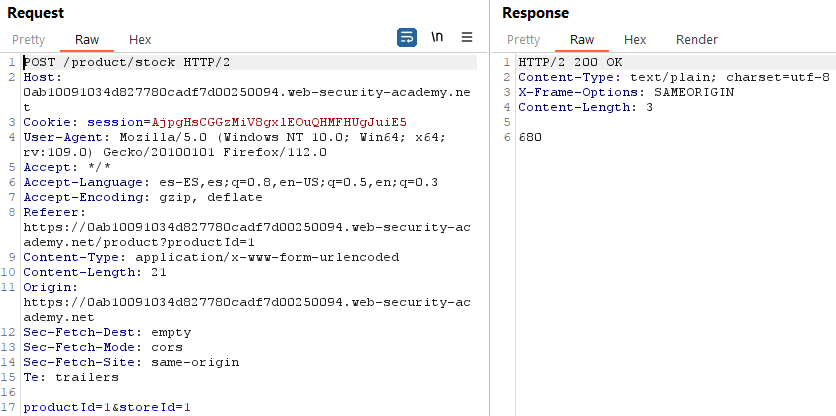 Request
Pretty Raw Hex
\n
1 POST /product/stock HTTP/2
2 Host:
0ab10091034d827780cadf7d00250094.web-security-academy.ne
t
3 Cookie: session=AjpgHsCGGzMiV8gxlEOuQHMFHUgJuiE5
4 User-Agent: Mozilla/5.0 (Windows NT 10.0; Win64; x64;
rv:109.0) Gecko/20100101 Firefox/112.0
5 Accept: */*
6 Accept-Language: es-ES,es;q=0.8,en-US;q=0.5,en;q=0.3
7 Accept-Encoding: gzip, deflate
8 Referer:
https://0ab10091034d827780cadf7d00250094.web-security-ac
ademy.net/product?productId=1
9 Content-Type: application/x-www-form-urlencoded
10 Content-Length: 21
11 Origin:
https://0ab10091034d827780cadf7d00250094.web-security-ac
ademy.net
12 Sec-Fetch-Dest: empty
13 Sec-Fetch-Mode: cors
14 Sec-Fetch-Site: same-origin
15 Te: trailers
16
17 productId=1&storeId=1
Response
Pretty Raw Hex Render
1 HTTP/2 200 OK
2 Content-Type: text/plain; charset=utf-8
3 X-Frame-Options: SAMEORIGIN
4 Content-Length: 3
5
6 680